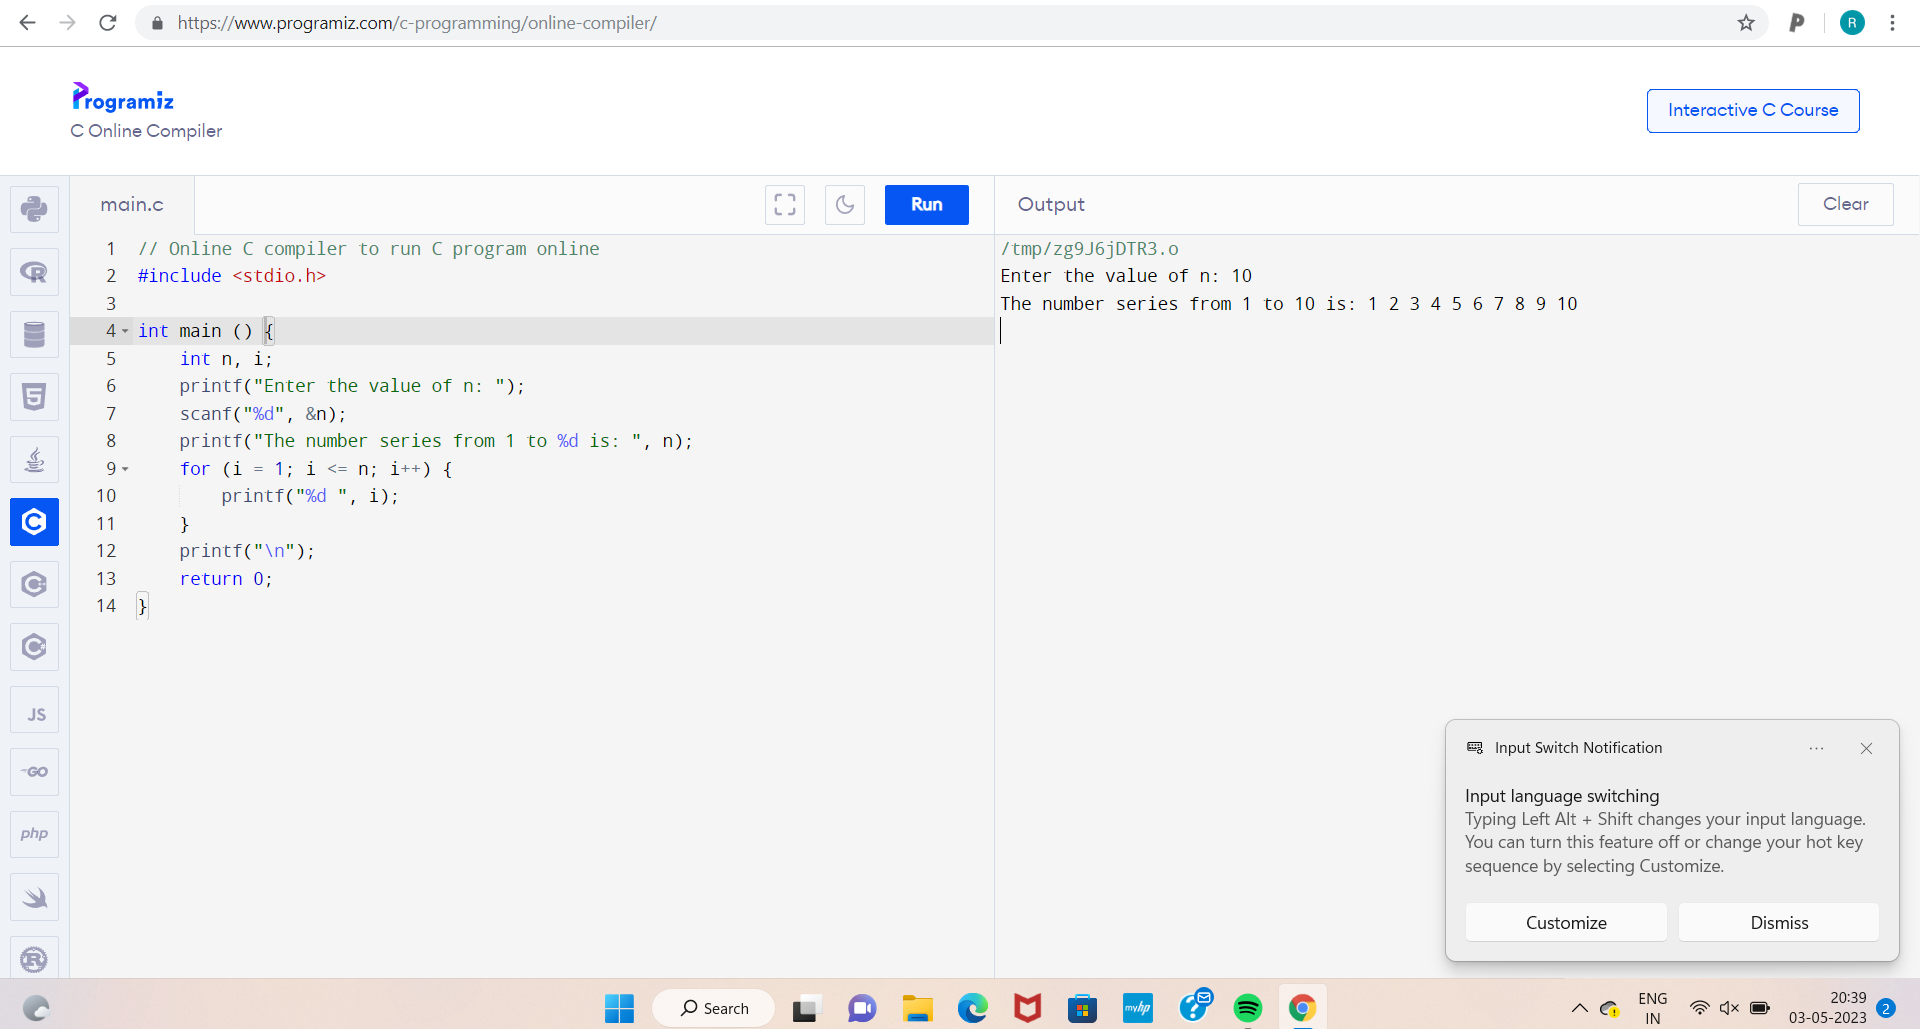 https://www.programiz.com/c-programming/online-compiler/
R
Programiz
C Online Compiler
Interactive C Course
main.c
Run
Output
Clear
1 // Online C compiler to run C program online
2 #include <stdio.h>
3
4 int main () {
5     int n, i;
6     printf("Enter the value of n: ");
7     scanf("%d", &n);
8     printf("The number series from 1 to %d is: ", n);
9     for (i = 1; i <= n; i++) {
10         printf("%d ", i);
11     }
12     printf("\n");
13     return 0;
14 }
/tmp/zg9J6jDTR3.o
Enter the value of n: 10
The number series from 1 to 10 is: 1 2 3 4 5 6 7 8 9 10
JS
GO
php
Input Switch Notification
Input language switching
Typing Left Alt + Shift changes your input language.
You can turn this feature off or change your hot key
sequence by selecting Customize.
Customize
Dismiss
Search
myhp
ENG
IN
20:39
03-05-2023
2